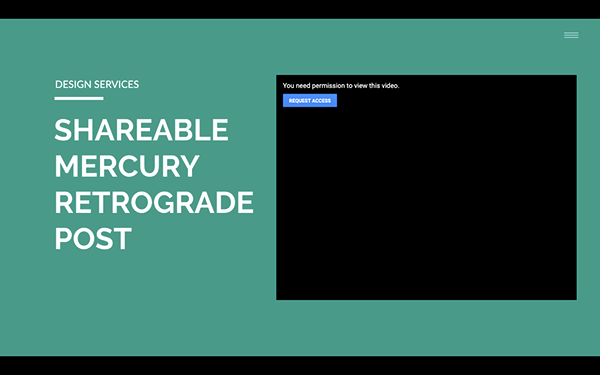 DESIGN SERVICES
SHAREABLE
MERCURY
RETROGRADE
POST
You need permission to view this video.
REQUEST ACCESS